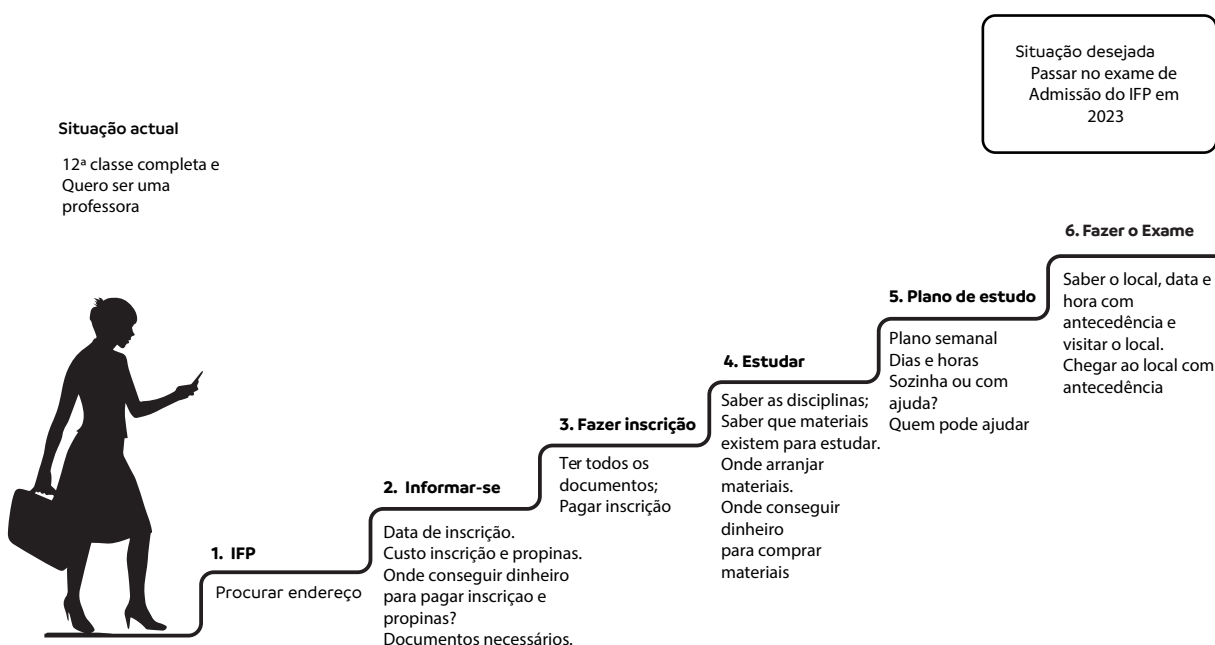 Situação desejada
Passar no exame de
Admissão do IFP em
2023
Situação actual
12ª classe completa e
Quero ser uma
professora
1. IFP
Procurar endereço
2. Informar-se
Data de inscrição.
Custo inscrição e propinas.
Onde conseguir dinheiro
para pagar inscriçao e
propinas?
Documentos necessários.
3. Fazer inscrição
Ter todos os
documentos;
Pagar inscrição
4. Estudar
Saber as disciplinas;
Saber que materiais
existem para estudar.
Onde arranjar
materiais.
Onde conseguir
dinheiro
para comprar
materiais
5. Plano de estudo
Plano semanal
Dias e horas
Sozinha ou com
ajuda?
Quem pode ajudar
6. Fazer o Exame
Saber o local, data e
hora com
antecedência e
visitar o local.
Chegar ao local com
antecedência